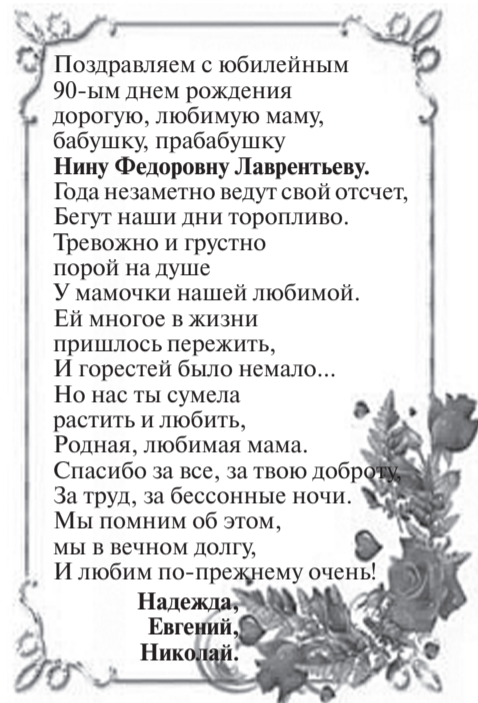 Поздравляем с юбилейным
90-ым днем рождения
дорогую, любимую маму,
бабушку, прабабушку
Нину Федоровну Лаврентьеву.
Года незаметно ведут свой отсчет,
Бегут наши дни торопливо.
Тревожно и грустно
порой на душе
У мамочки нашей любимой.
Ей многое в жизни
пришлось пережить,
И горестей было немало...
Но нас ты сумела
растить и любить,
Родная, любимая мама.
Спасибо за все, за твою доброту,
За труд, за бессонные ночи.
Мы помним об этом,
мы в вечном долгу,
И любим по-прежнему очень!
Надежда,
Евгений,
Николай.